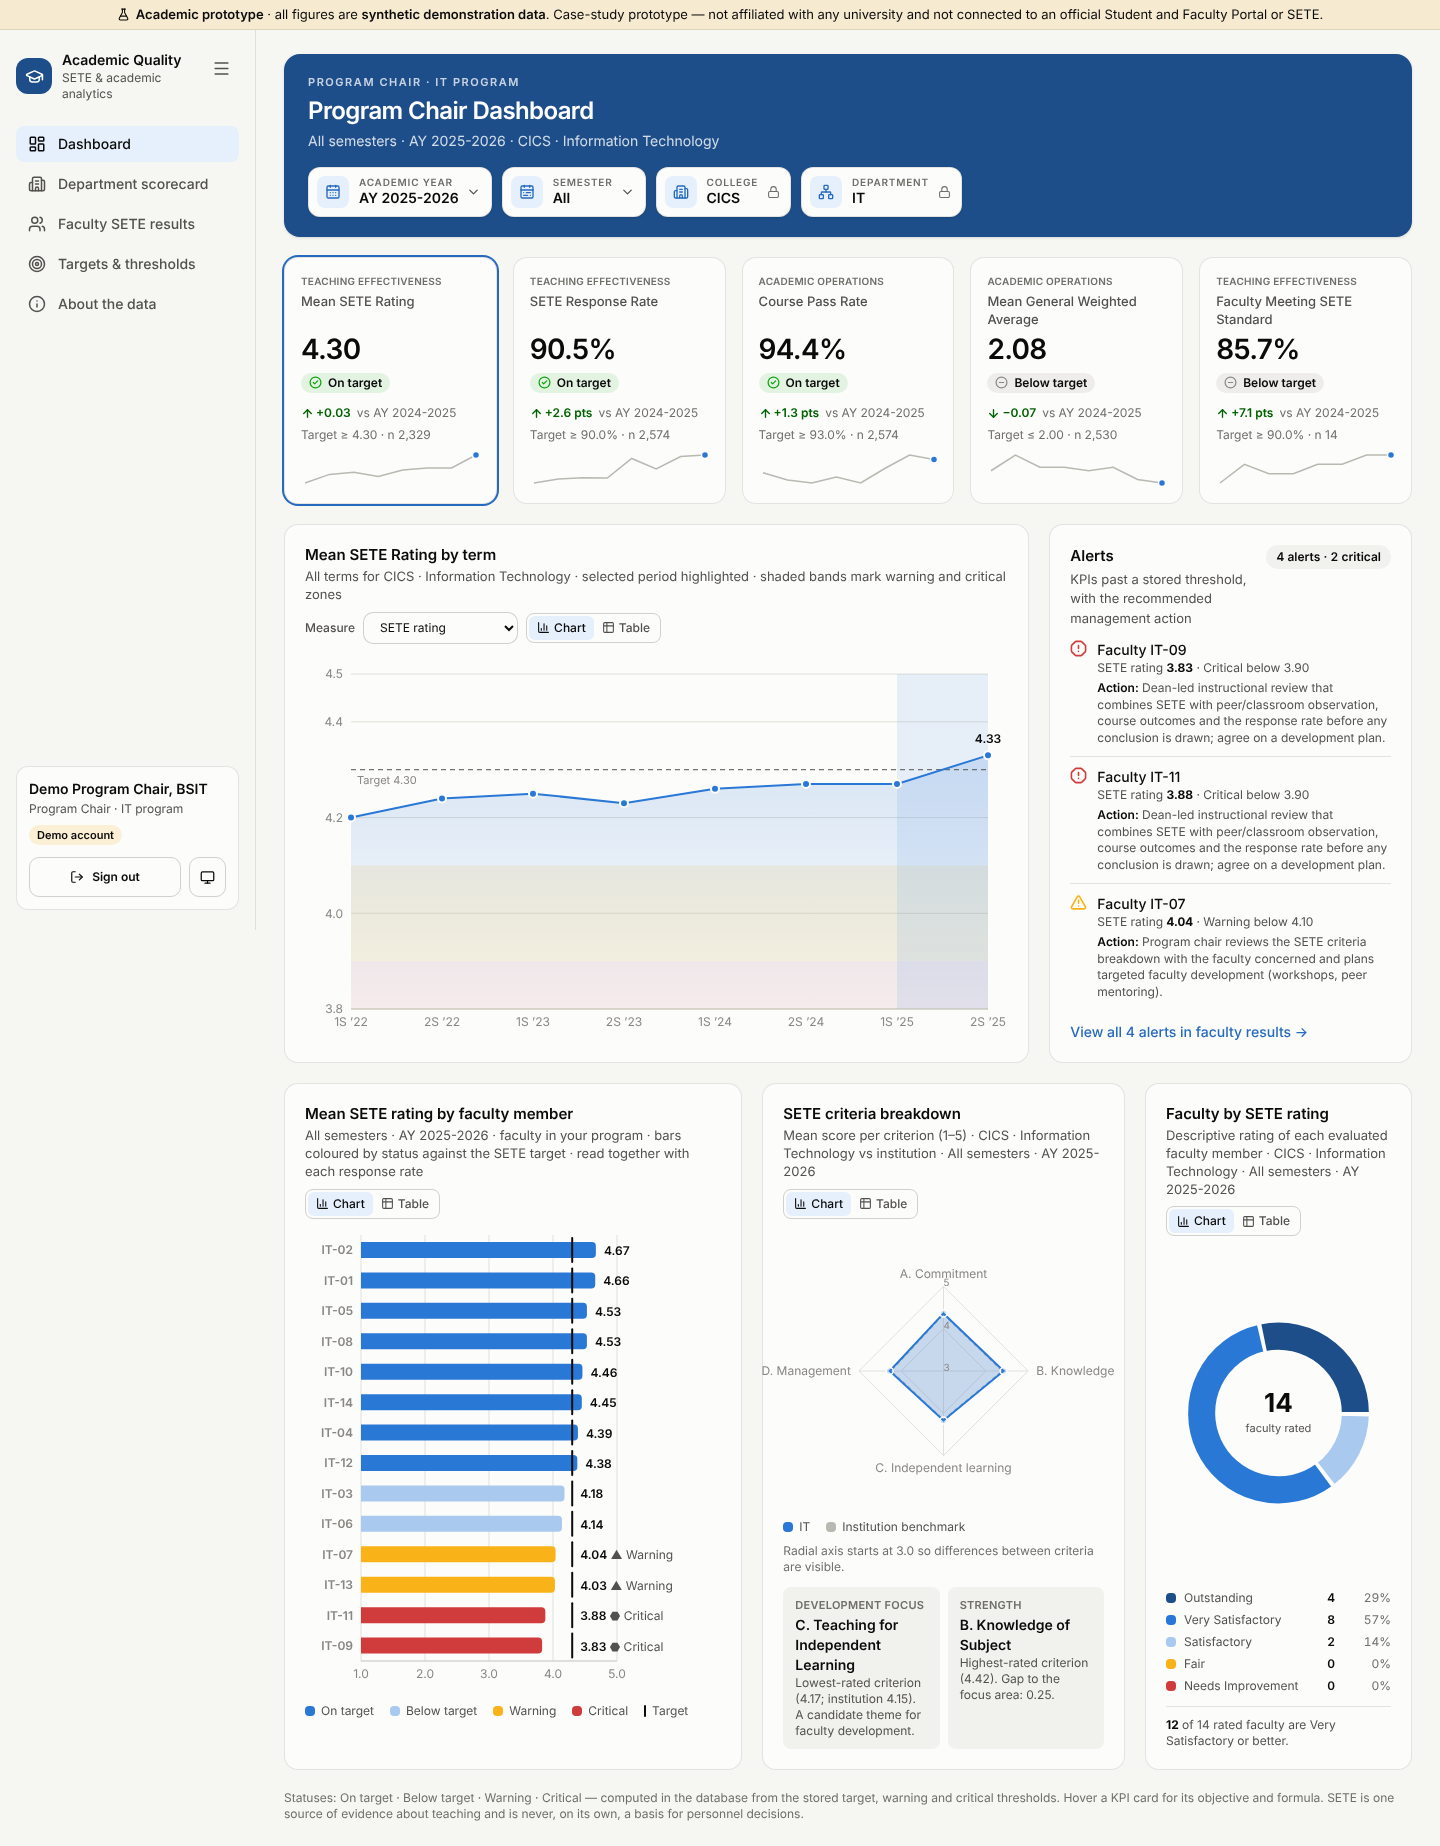 Academic prototype · all figures are synthetic demonstration data. Case-study prototype — not affiliated with any university and not connected to an official Student and Faculty Portal or SETE.
Academic Quality
SETE & academic
analytics
Dashboard
Department scorecard
Faculty SETE results
Targets & thresholds
About the data
Demo Program Chair, BSIT
Program Chair · IT program
Demo account
Sign out
PROGRAM CHAIR · IT PROGRAM
Program Chair Dashboard
All semesters · AY 2025-2026 · CICS · Information Technology
ACADEMIC YEAR
AY 2025-2026
SEMESTER
All
COLLEGE
CICS
DEPARTMENT
IT
TEACHING EFFECTIVENESS
Mean SETE Rating
4.30
On target
+0.03 vs AY 2024-2025
Target ≥ 4.30 · n 2,329
TEACHING EFFECTIVENESS
SETE Response Rate
90.5%
On target
+2.6 pts vs AY 2024-2025
Target ≥ 90.0% · n 2,574
ACADEMIC OPERATIONS
Course Pass Rate
94.4%
On target
+1.3 pts vs AY 2024-2025
Target ≥ 93.0% · n 2,574
ACADEMIC OPERATIONS
Mean General Weighted
Average
2.08
Below target
−0.07 vs AY 2024-2025
Target ≤ 2.00 · n 2,530
TEACHING EFFECTIVENESS
Faculty Meeting SETE
Standard
85.7%
Below target
+7.1 pts vs AY 2024-2025
Target ≥ 90.0% · n 14
Mean SETE Rating by term
All terms for CICS · Information Technology · selected period highlighted · shaded bands mark warning and critical
zones
Measure SETE rating Chart Table
4.5
4.4
4.33
Target 4.30
4.2
4.0
3.8
1S ’22 2S ’22 1S ’23 2S ’23 1S ’24 2S ’24 1S ’25 2S ’25
Alerts
4 alerts · 2 critical
KPIs past a stored threshold,
with the recommended
management action
Faculty IT-09
SETE rating 3.83 · Critical below 3.90
Action: Dean-led instructional review that
combines SETE with peer/classroom observation,
course outcomes and the response rate before any
conclusion is drawn; agree on a development plan.
Faculty IT-11
SETE rating 3.88 · Critical below 3.90
Action: Dean-led instructional review that
combines SETE with peer/classroom observation,
course outcomes and the response rate before any
conclusion is drawn; agree on a development plan.
Faculty IT-07
SETE rating 4.04 · Warning below 4.10
Action: Program chair reviews the SETE criteria
breakdown with the faculty concerned and plans
targeted faculty development (workshops, peer
mentoring).
View all 4 alerts in faculty results →
Mean SETE rating by faculty member
All semesters · AY 2025-2026 · faculty in your program · bars
coloured by status against the SETE target · read together with
each response rate
Chart Table
IT-02 4.67
IT-01 4.66
IT-05 4.53
IT-08 4.53
IT-10 4.46
IT-14 4.45
IT-04 4.39
IT-12 4.38
IT-03 4.18
IT-06 4.14
IT-07 4.04 ▲ Warning
IT-13 4.03 ▲ Warning
IT-11 3.88 ⬣ Critical
IT-09 3.83 ⬣ Critical
1.0 2.0 3.0 4.0 5.0
On target Below target Warning Critical Target
SETE criteria breakdown
Mean score per criterion (1–5) · CICS · Information
Technology vs institution · All semesters · AY 2025-
2026
Chart Table
A. Commitment
5
4
3
D. Management
B. Knowledge
C. Independent learning
IT Institution benchmark
Radial axis starts at 3.0 so differences between criteria
are visible.
DEVELOPMENT FOCUS
C. Teaching for
Independent
Learning
Lowest-rated criterion
(4.17; institution 4.15).
A candidate theme for
faculty development.
STRENGTH
B. Knowledge of
Subject
Highest-rated criterion
(4.42). Gap to the
focus area: 0.25.
Faculty by SETE rating
Descriptive rating of each evaluated
faculty member · CICS · Information
Technology · All semesters · AY
2025-2026
Chart Table
14
faculty rated
Outstanding 4 29%
Very Satisfactory 8 57%
Satisfactory 2 14%
Fair 0 0%
Needs Improvement 0 0%
12 of 14 rated faculty are Very
Satisfactory or better.
Statuses: On target · Below target · Warning · Critical — computed in the database from the stored target, warning and critical thresholds. Hover a KPI card for its objective and formula. SETE is one
source of evidence about teaching and is never, on its own, a basis for personnel decisions.